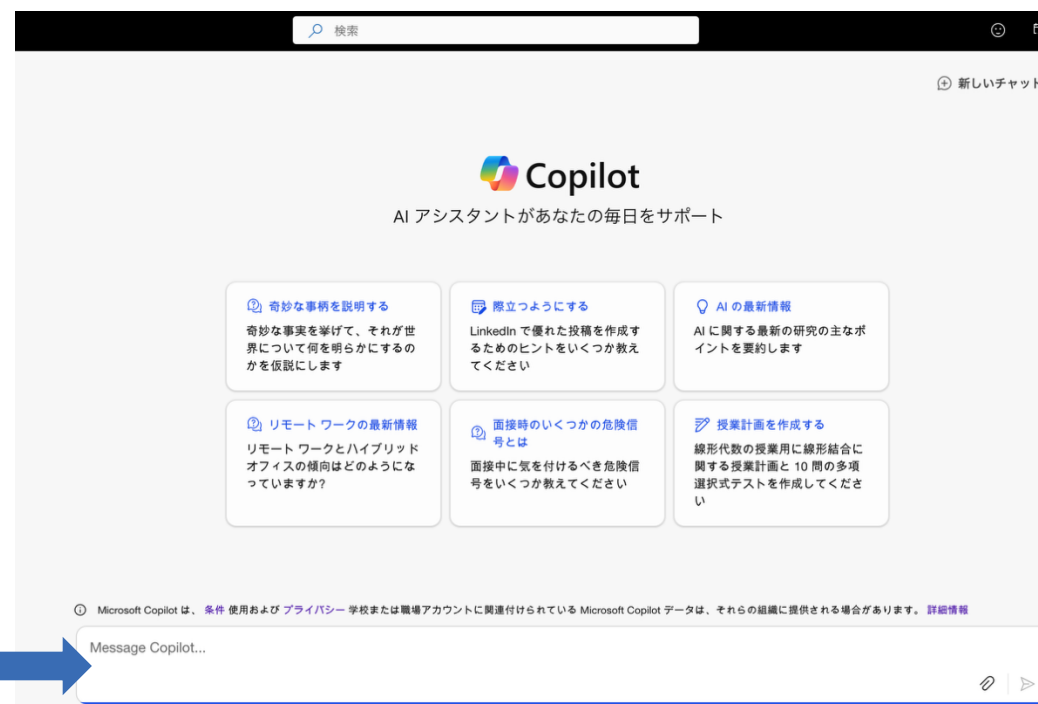 検索
新しいチャット
Copilot
AI アシスタントがあなたの毎日をサポート
奇妙な事柄を説明する
奇妙な事実を挙げて、それが世
界について何を明らかにするの
かを仮説にします
際立つようにする
LinkedIn で優れた投稿を作成す
るためのヒントをいくつか教え
てください
AI の最新情報
AI に関する最新の研究の主なポ
イントを要約します
リモート ワークの最新情報
リモート ワークとハイブリッド
オフィスの傾向はどのようにな
っていますか?
面接時のいくつかの危険信
号とは
面接中に気を付けるべき危険信
号をいくつか教えてください
授業計画を作成する
線形代数の授業用に線形結合に
関する授業計画と 10 問の多項
選択式テストを作成してくださ
い
Microsoft Copilot は、 条件 使用および プライバシー 学校または職場アカウントに関連付けられている Microsoft Copilot データは、それらの組織に提供される場合があります。 詳細情報
Message Copilot...